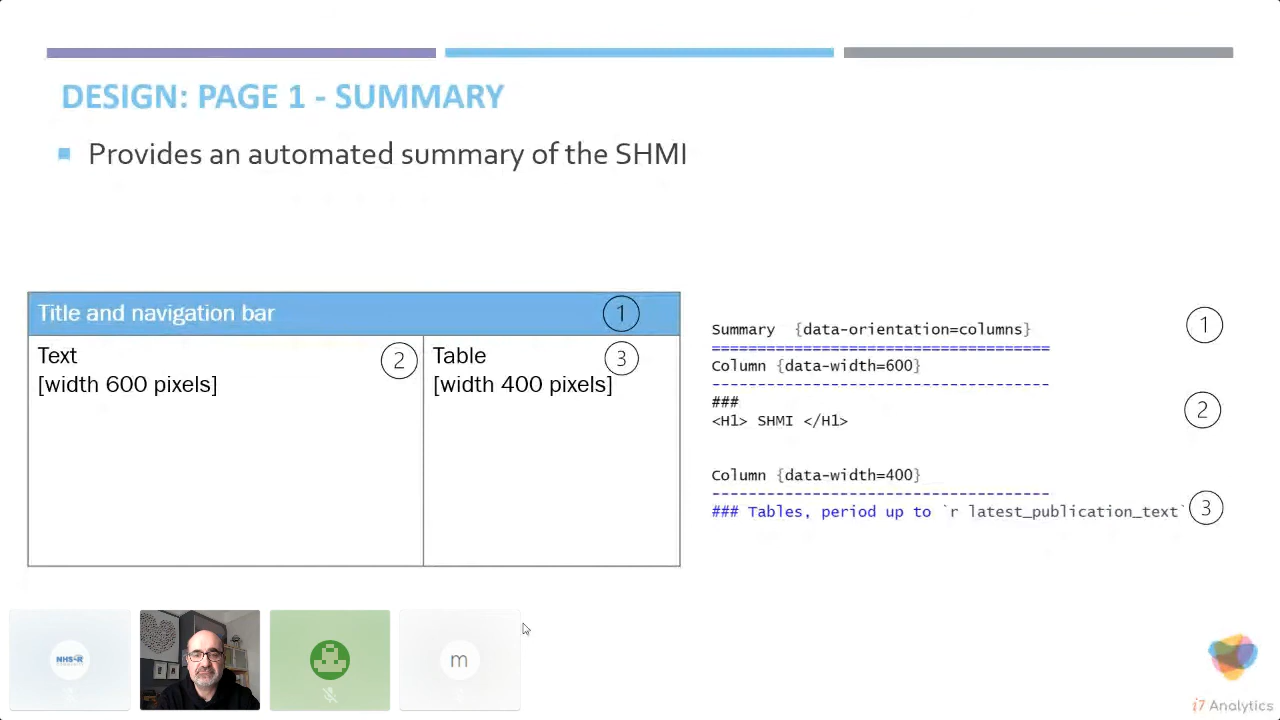 DESIGN: PAGE 1 - SUMMARY
Provides an automated summary of the SHMI
Title and navigation bar 1
Text 2
[width 600 pixels]
Table 3
[width 400 pixels]
Summary {data-orientation=columns} 1
=====================================
Column {data-width=600}
-------------------------------------
###
<H1> SHMI </H1> 2
Column {data-width=400}
-------------------------------------
### Tables, period up to `r latest_publication_text` 3
NHS-R
m
i7 Analytics